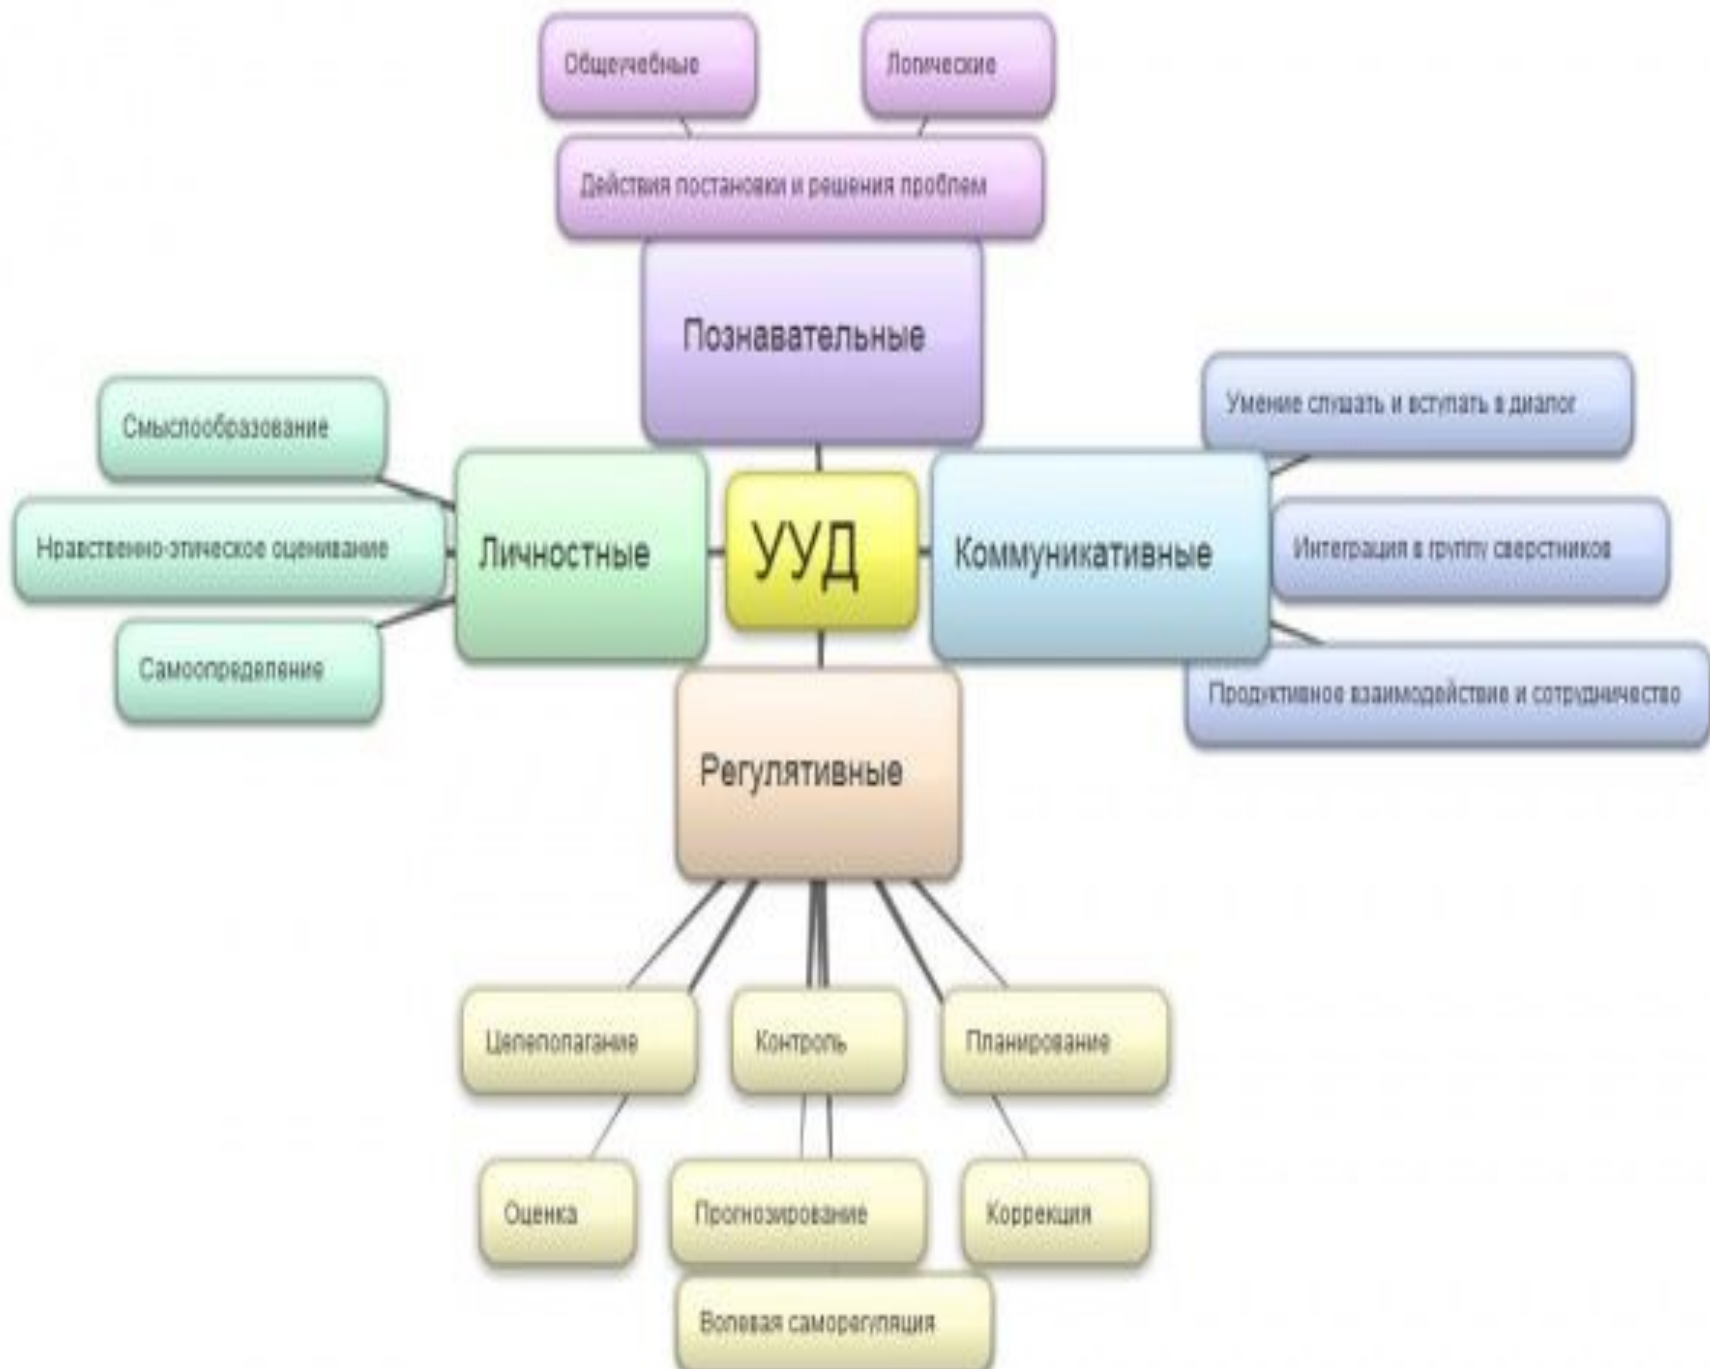 Общеучебные
Логические
Действия постановки и решения проблем
Познавательные
Смыслообразование
Нравственно-этическое оценивание
Самоопределение
Личностные
УУД
Коммуникативные
Умение слушать и вступать в диалог
Интеграция в группу сверстников
Продуктивное взаимодействие и сотрудничество
Регулятивные
Целеполагание
Контроль
Планирование
Оценка
Прогнозирование
Коррекция
Волевая саморегуляция